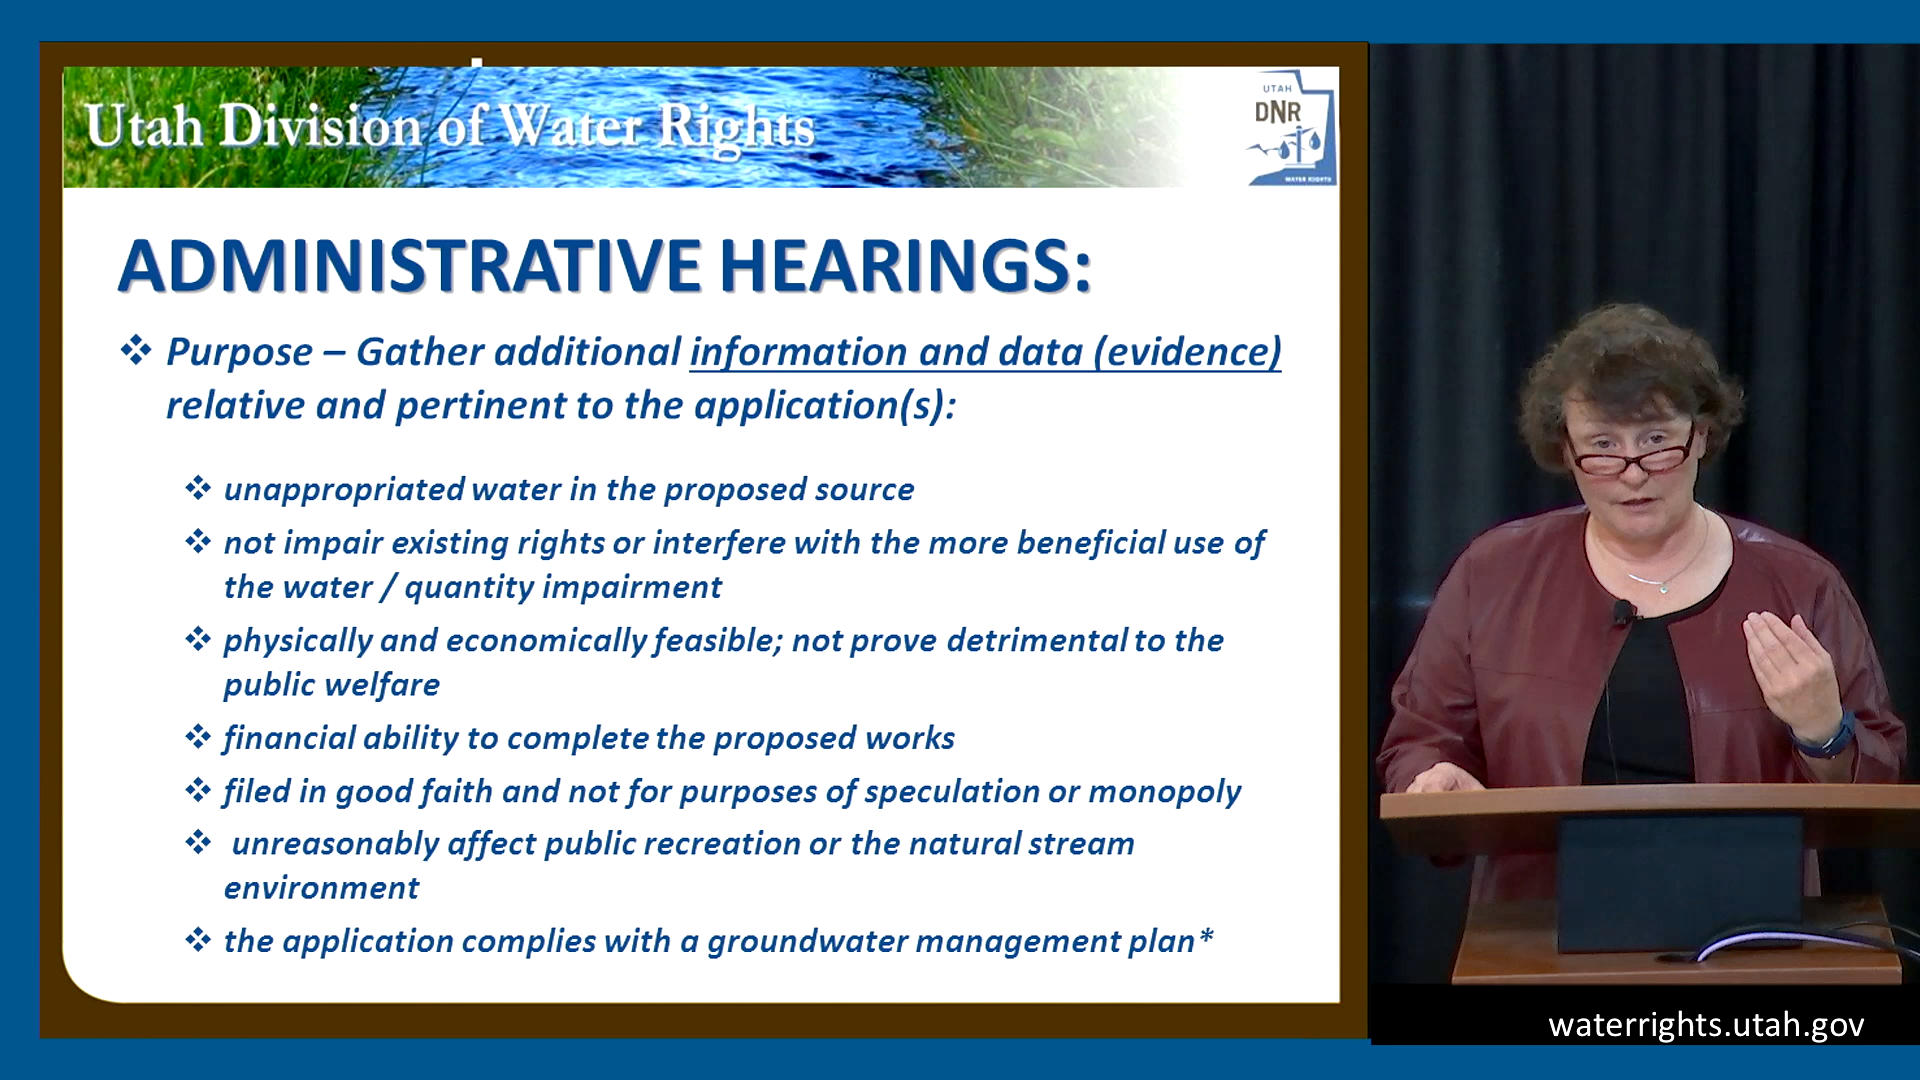 Utah Division of Water Rights
UTAH
DNR
WATER RIGHTS
ADMINISTRATIVE HEARINGS:
❖ Purpose – Gather additional information and data (evidence)
relative and pertinent to the application(s):
❖ unappropriated water in the proposed source
❖ not impair existing rights or interfere with the more beneficial use of
the water / quantity impairment
❖ physically and economically feasible; not prove detrimental to the
public welfare
❖ financial ability to complete the proposed works
❖ filed in good faith and not for purposes of speculation or monopoly
❖ unreasonably affect public recreation or the natural stream
environment
❖ the application complies with a groundwater management plan*
waterrights.utah.gov